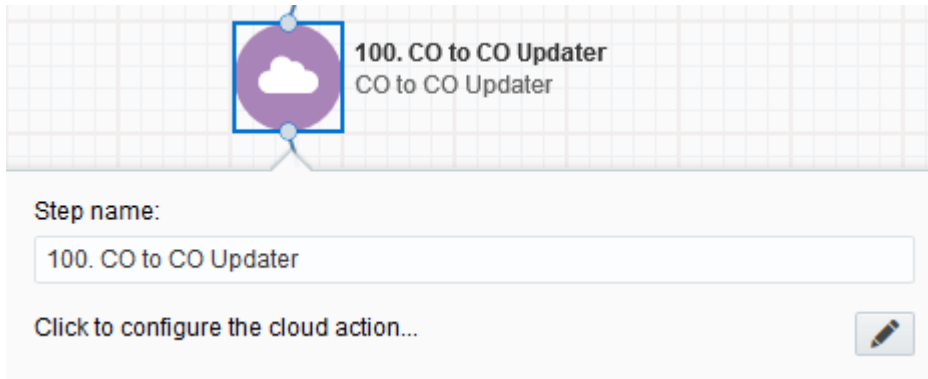 100. CO to CO Updater
CO to CO Updater
Step name:
100. CO to CO Updater
Click to configure the cloud action...